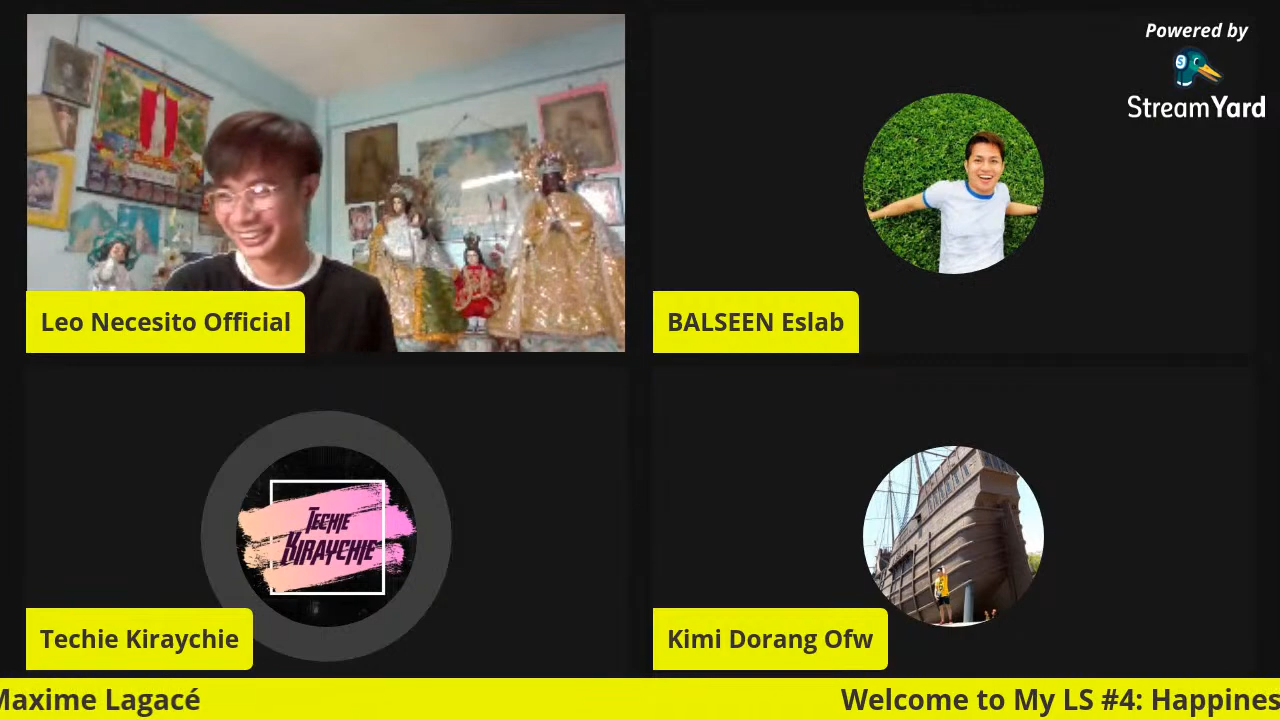 Powered by
StreamYard
Leo Necesito Official
BALSEEN Eslab
TECHIE
KIRAYCHIE
Techie Kiraychie
Kimi Dorang Ofw
Maxime Lagacé
Welcome to My LS #4: Happines